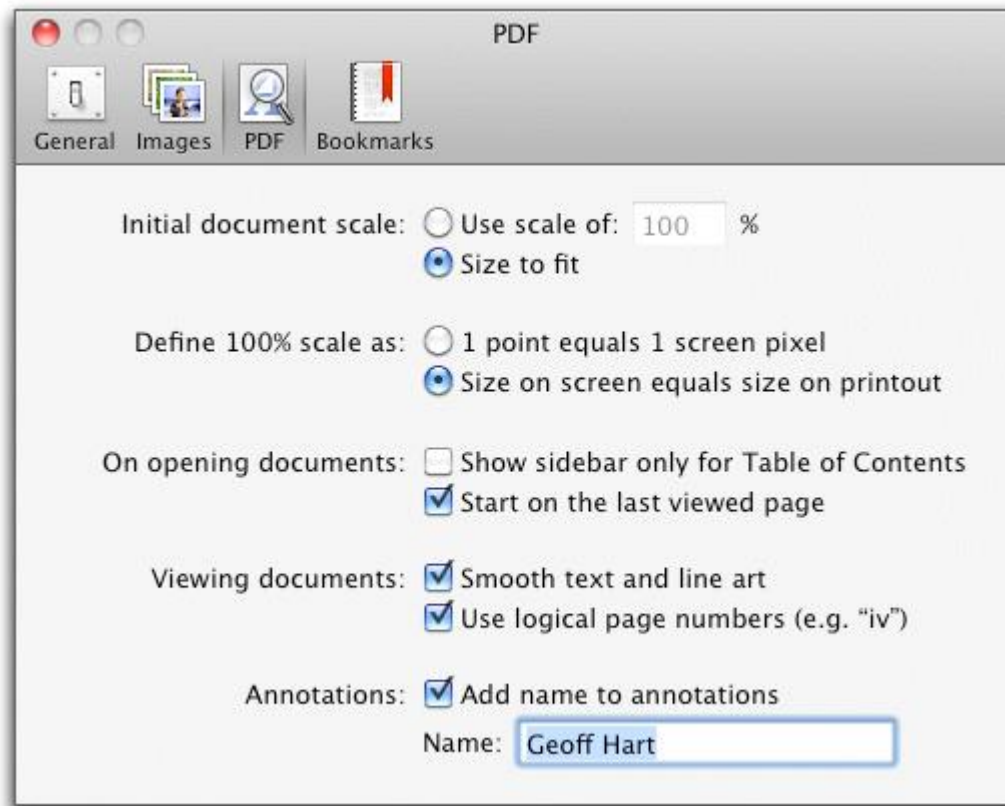 PDF
General Images PDF Bookmarks
Initial document scale: Use scale of: 100 %
Size to fit
Define 100% scale as: 1 point equals 1 screen pixel
Size on screen equals size on printout
On opening documents: Show sidebar only for Table of Contents
Start on the last viewed page
Viewing documents: Smooth text and line art
Use logical page numbers (e.g. “iv”)
Annotations: Add name to annotations
Name: Geoff Hart